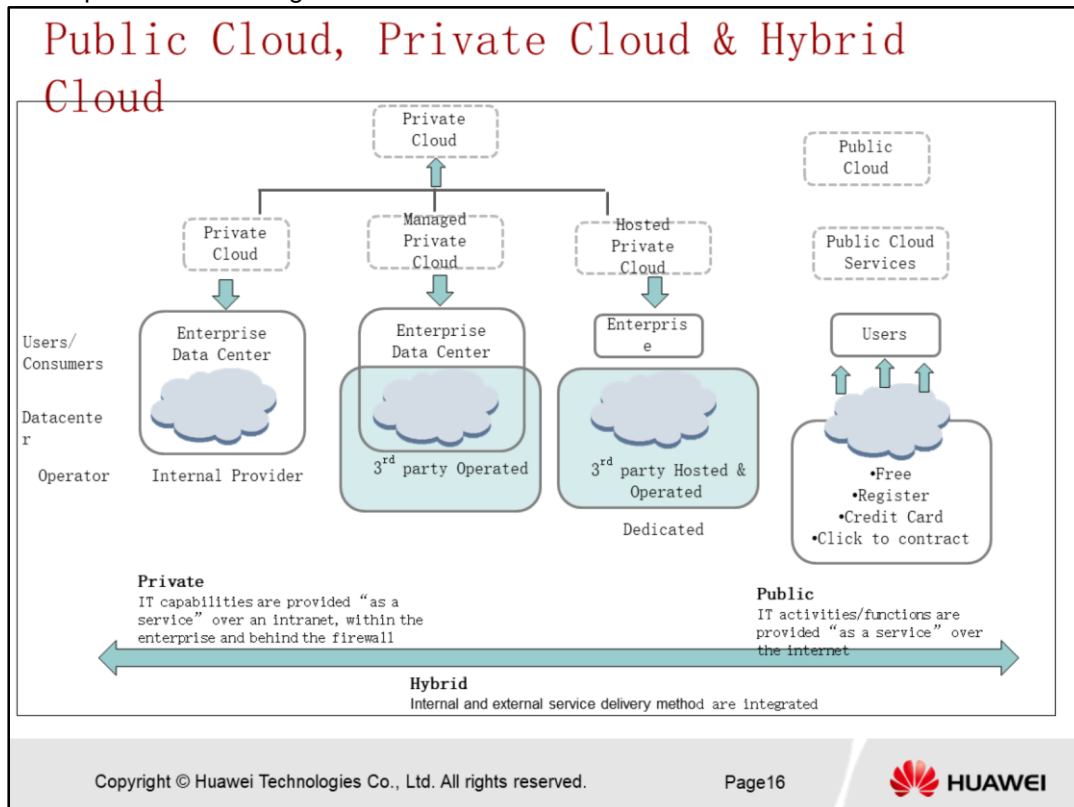 Public Cloud, Private Cloud & Hybrid
Cloud
Private
Cloud
Public
Cloud
Private
Cloud
Managed
Private
Cloud
Hosted
Private
Cloud
Public Cloud
Services
Users/
Consumers
Datacente
r
Operator
Enterprise
Data Center
Internal Provider
Enterprise
Data Center
3rd party Operated
Enterpris
e
3rd party Hosted &
Operated
Dedicated
Users
•Free
•Register
•Credit Card
•Click to contract
Private
IT capabilities are provided “as a
service” over an intranet, within the
enterprise and behind the firewall
Public
IT activities/functions are
provided “as a service” over
the internet
Hybrid
Internal and external service delivery method are integrated
Copyright © Huawei Technologies Co., Ltd. All rights reserved.
Page16
HUAWEI